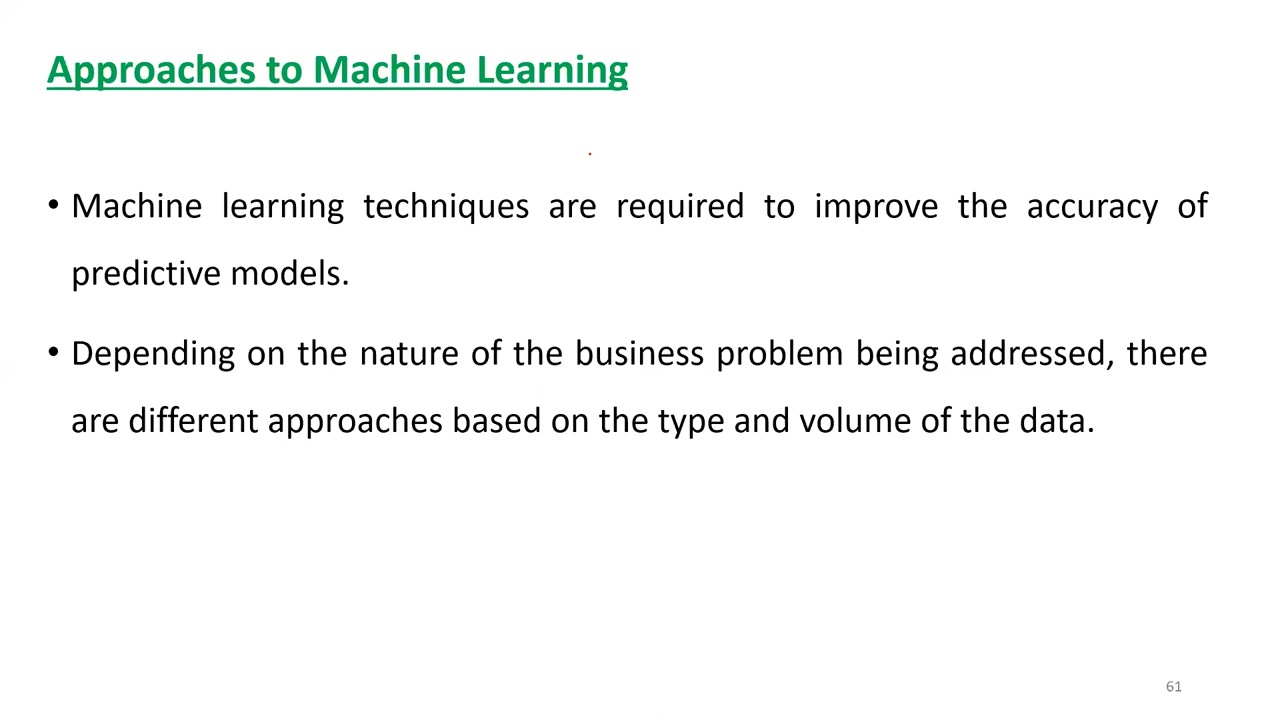 Approaches to Machine Learning
• Machine learning techniques are required to improve the accuracy of
predictive models.
• Depending on the nature of the business problem being addressed, there
are different approaches based on the type and volume of the data.
61